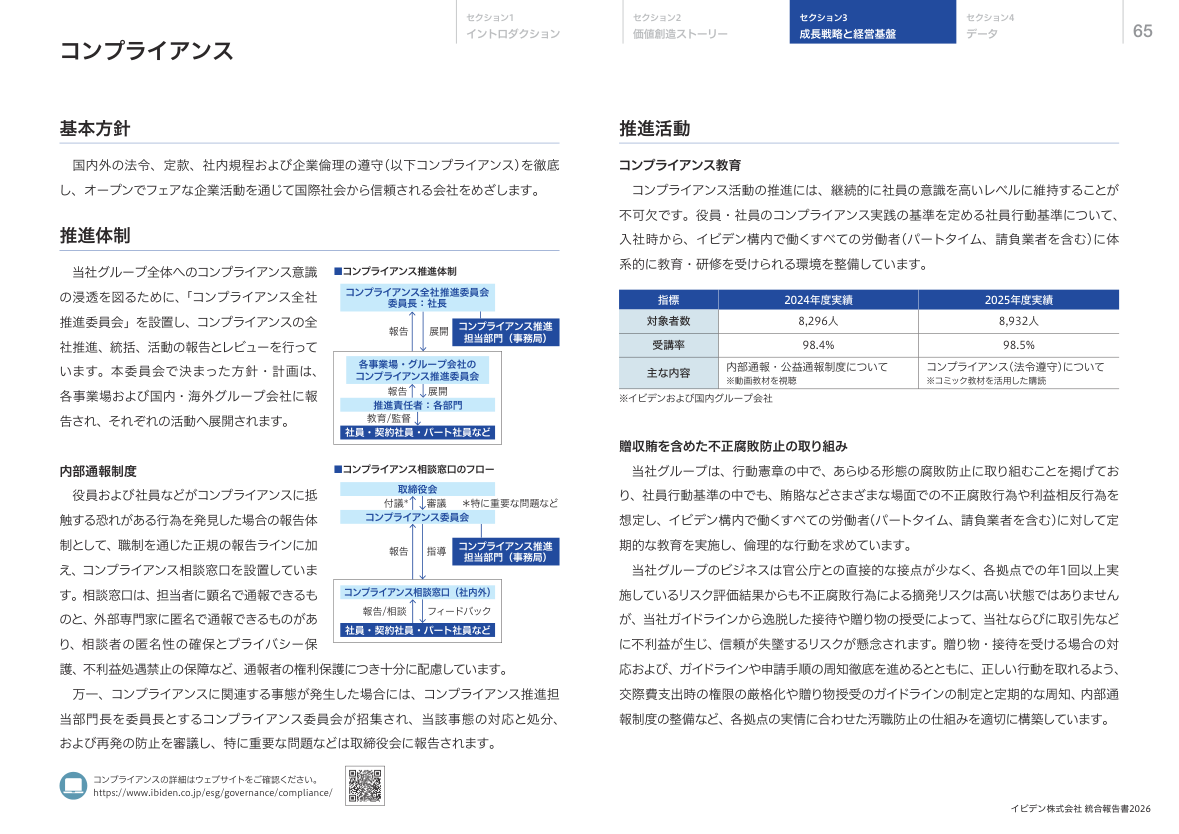 セクション1
イントロダクション
セクション2
価値創造ストーリー
セクション3
成長戦略と経営基盤
セクション4
データ
65
コンプライアンス
基本方針
国内外の法令、定款、社内規程および企業倫理の遵守(以下コンプライアンス)を徹底
し、オープンでフェアな企業活動を通じて国際社会から信頼される会社をめざします。
推進体制
当社グループ全体へのコンプライアンス意識
の浸透を図るために、「コンプライアンス全社
推進委員会」を設置し、コンプライアンスの全
社推進、統括、活動の報告とレビューを行って
います。本委員会で決まった方針・計画は、
各事業場および国内・海外グループ会社に報
告され、それぞれの活動へ展開されます。
■コンプライアンス推進体制
コンプライアンス全社推進委員会
委員長：社長
報告
展開
コンプライアンス推進
担当部門（事務局）
各事業場・グループ会社の
コンプライアンス推進委員会
報告
展開
推進責任者：各部門
教育/監督
社員・契約社員・パート社員など
内部通報制度
役員および社員などがコンプライアンスに抵
触する恐れがある行為を発見した場合の報告体
制として、職制を通じた正規の報告ラインに加
え、コンプライアンス相談窓口を設置していま
す。相談窓口は、担当者に顕名で通報できるも
のと、外部専門家に匿名で通報できるものがあ
り、相談者の匿名性の確保とプライバシー保
護、不利益処遇禁止の保障など、通報者の権利保護につき十分に配慮しています。
万一、コンプライアンスに関連する事態が発生した場合には、コンプライアンス推進担
当部門長を委員長とするコンプライアンス委員会が招集され、当該事態の対応と処分、
および再発の防止を審議し、特に重要な問題などは取締役会に報告されます。
■コンプライアンス相談窓口のフロー
取締役会
付議*
審議
＊特に重要な問題など
コンプライアンス委員会
報告
指導
コンプライアンス推進
担当部門（事務局）
コンプライアンス相談窓口（社内外）
報告/相談
フィードバック
社員・契約社員・パート社員など
コンプライアンスの詳細はウェブサイトをご確認ください。
https://www.ibiden.co.jp/esg/governance/compliance/
推進活動
コンプライアンス教育
コンプライアンス活動の推進には、継続的に社員の意識を高いレベルに維持することが
不可欠です。役員・社員のコンプライアンス実践の基準を定める社員行動基準について、
入社時から、イビデン構内で働くすべての労働者(パートタイム、請負業者を含む)に体
系的に教育・研修を受けられる環境を整備しています。
指標 2024年度実績 2025年度実績
対象者数 8,296人 8,932人
受講率 98.4% 98.5%
主な内容 内部通報・公益通報制度について コンプライアンス(法令遵守)について
※動画教材を視聴 ※コミック教材を活用した購読
※イビデンおよび国内グループ会社
贈収賄を含めた不正腐敗防止の取り組み
当社グループは、行動憲章の中で、あらゆる形態の腐敗防止に取り組むことを掲げてお
り、社員行動基準の中でも、賄賂などさまざまな場面での不正腐敗行為や利益相反行為を
想定し、イビデン構内で働くすべての労働者(パートタイム、請負業者を含む)に対して定
期的な教育を実施し、倫理的な行動を求めています。
当社グループのビジネスは官公庁との直接的な接点が少なく、各拠点での年1回以上実
施しているリスク評価結果からも不正腐敗行為による摘発リスクは高い状態ではありません
が、当社ガイドラインから逸脱した接待や贈り物の授受によって、当社ならびに取引先など
に不利益が生じ、信頼が失墜するリスクが懸念されます。贈り物・接待を受ける場合の対
応および、ガイドラインや申請手順の周知徹底を進めるとともに、正しい行動を取れるよう、
交際費支出時の権限の厳格化や贈り物授受のガイドラインの制定と定期的な周知、内部通
報制度の整備など、各拠点の実情に合わせた汚職防止の仕組みを適切に構築しています。
イビデン株式会社 統合報告書2026